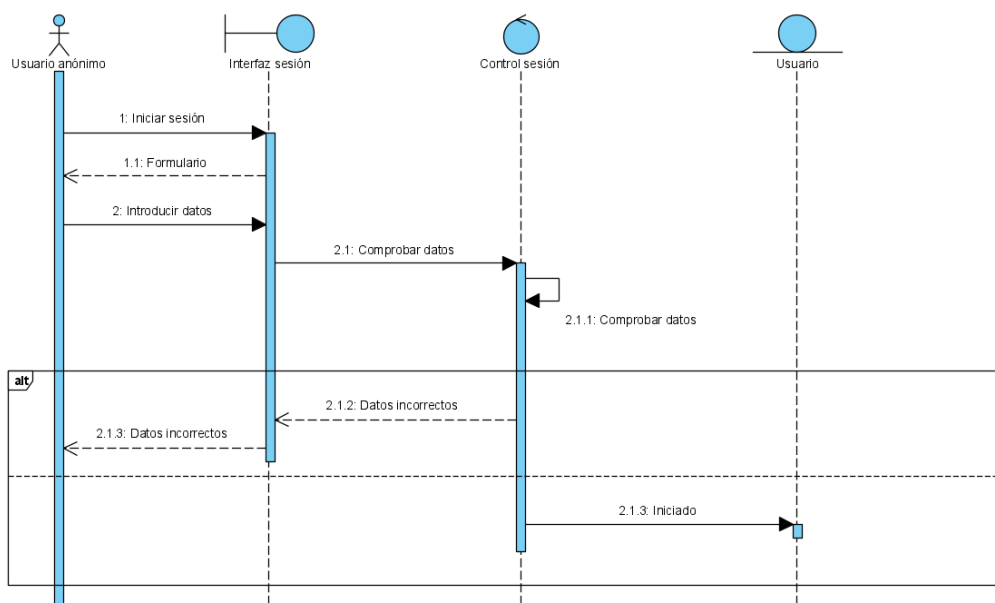 Usuario anónimo
Interfaz sesión
Control sesión
Usuario
1: Iniciar sesión
1.1: Formulario
2: Introducir datos
2.1: Comprobar datos
2.1.1: Comprobar datos
alt
2.1.2: Datos incorrectos
2.1.3: Datos incorrectos
2.1.3: Iniciado